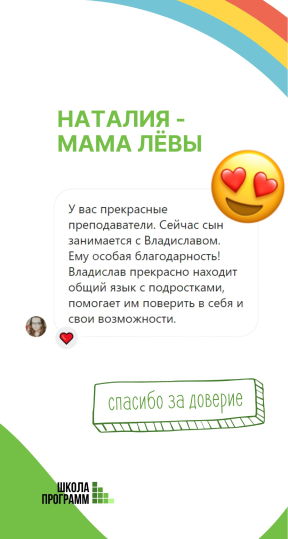 НАТАЛИЯ -
МАМА ЛЁВЫ
У вас прекрасные
преподаватели. Сейчас сын
занимается с Владиславом.
Ему особая благодарность!
Владислав прекрасно находит
общий язык с подростками,
помогает им поверить в себя и
свои возможности.
спасибо за доверие
ШКОЛА
ПРОГРАММ